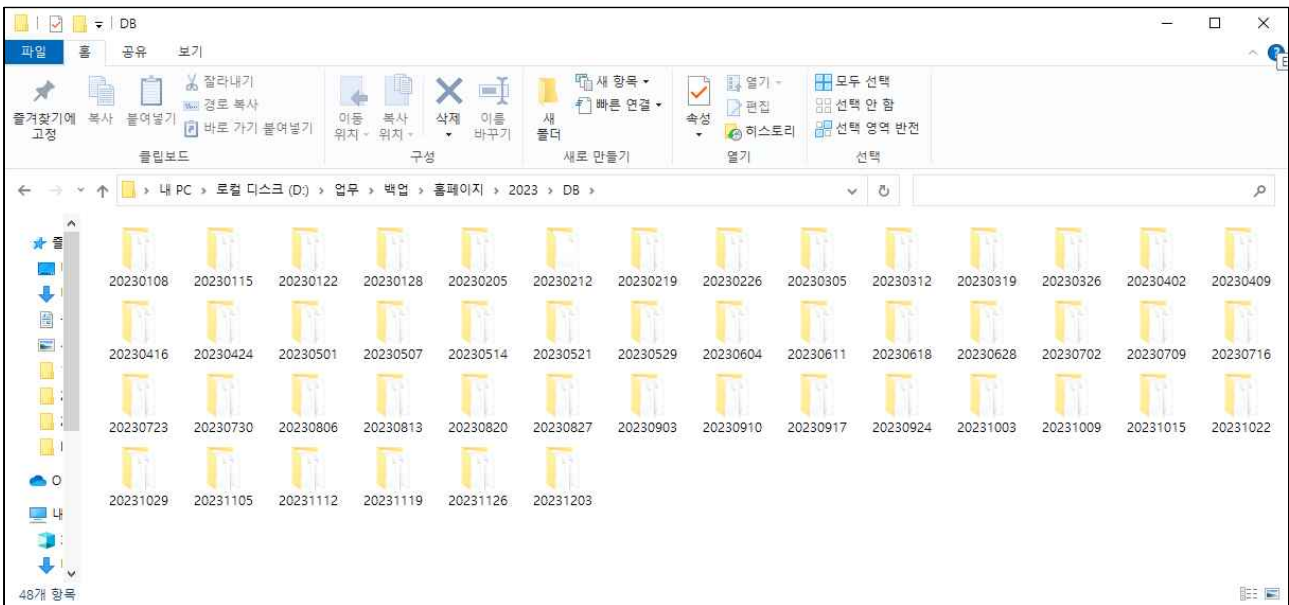 DB
파일 홈 공유 보기
즐겨찾기에 고정
복사
붙여넣기
잘라내기
경로 복사
바로 가기 붙여넣기
이동 위치
복사 위치
삭제
이름 바꾸기
새 폴더
새 항목
빠른 연결
속성
열기
편집
히스토리
모두 선택
선택 안 함
선택 영역 반전
클립보드 구성 새로 만들기 열기 선택
내 PC › 로컬 디스크 (D:) › 업무 › 백업 › 홈페이지 › 2023 › DB ›
20230108 20230115 20230122 20230128 20230205 20230212 20230219 20230226 20230305 20230312 20230319 20230326 20230402 20230409
20230416 20230424 20230501 20230507 20230514 20230521 20230529 20230604 20230611 20230618 20230628 20230702 20230709 20230716
20230723 20230730 20230806 20230813 20230820 20230827 20230903 20230910 20230917 20230924 20231003 20231009 20231015 20231022
20231029 20231105 20231112 20231119 20231126 20231203
48개 항목